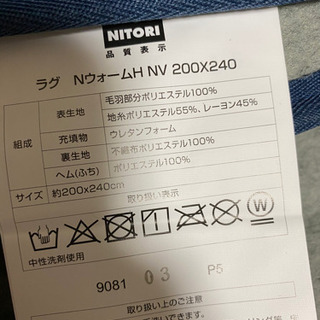 NITORI
品質表示
ラグ NウォームH NV 200X240
組成
表生地
毛羽部分ポリエステル100%
地糸ポリエステル55%、レーヨン45%
充填物
ウレタンフォーム
裏生地
不織布ポリエステル100%
ヘム(ふち)
ポリエステル100%
サイズ
約200x240cm
取り扱い表示
中性洗剤使用
9081 03 P5
取り扱い上のご注意